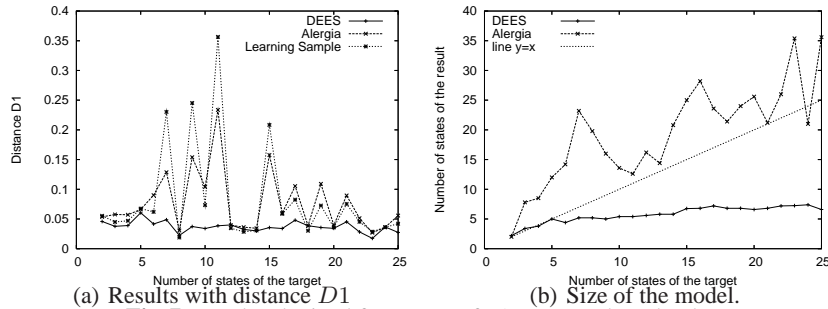 0.4
0.35
0.3
0.25
0.2
0.15
0.1
0.05
0
0 5 10 15 20 25
Distance D1
Number of states of the target
DEES
Alergia
Learning Sample
(a) Results with distance D1
40
35
30
25
20
15
10
5
0
0 5 10 15 20 25
Number of states of the result
Number of states of the target
DEES
Alergia
line y=x
(b) Size of the model.